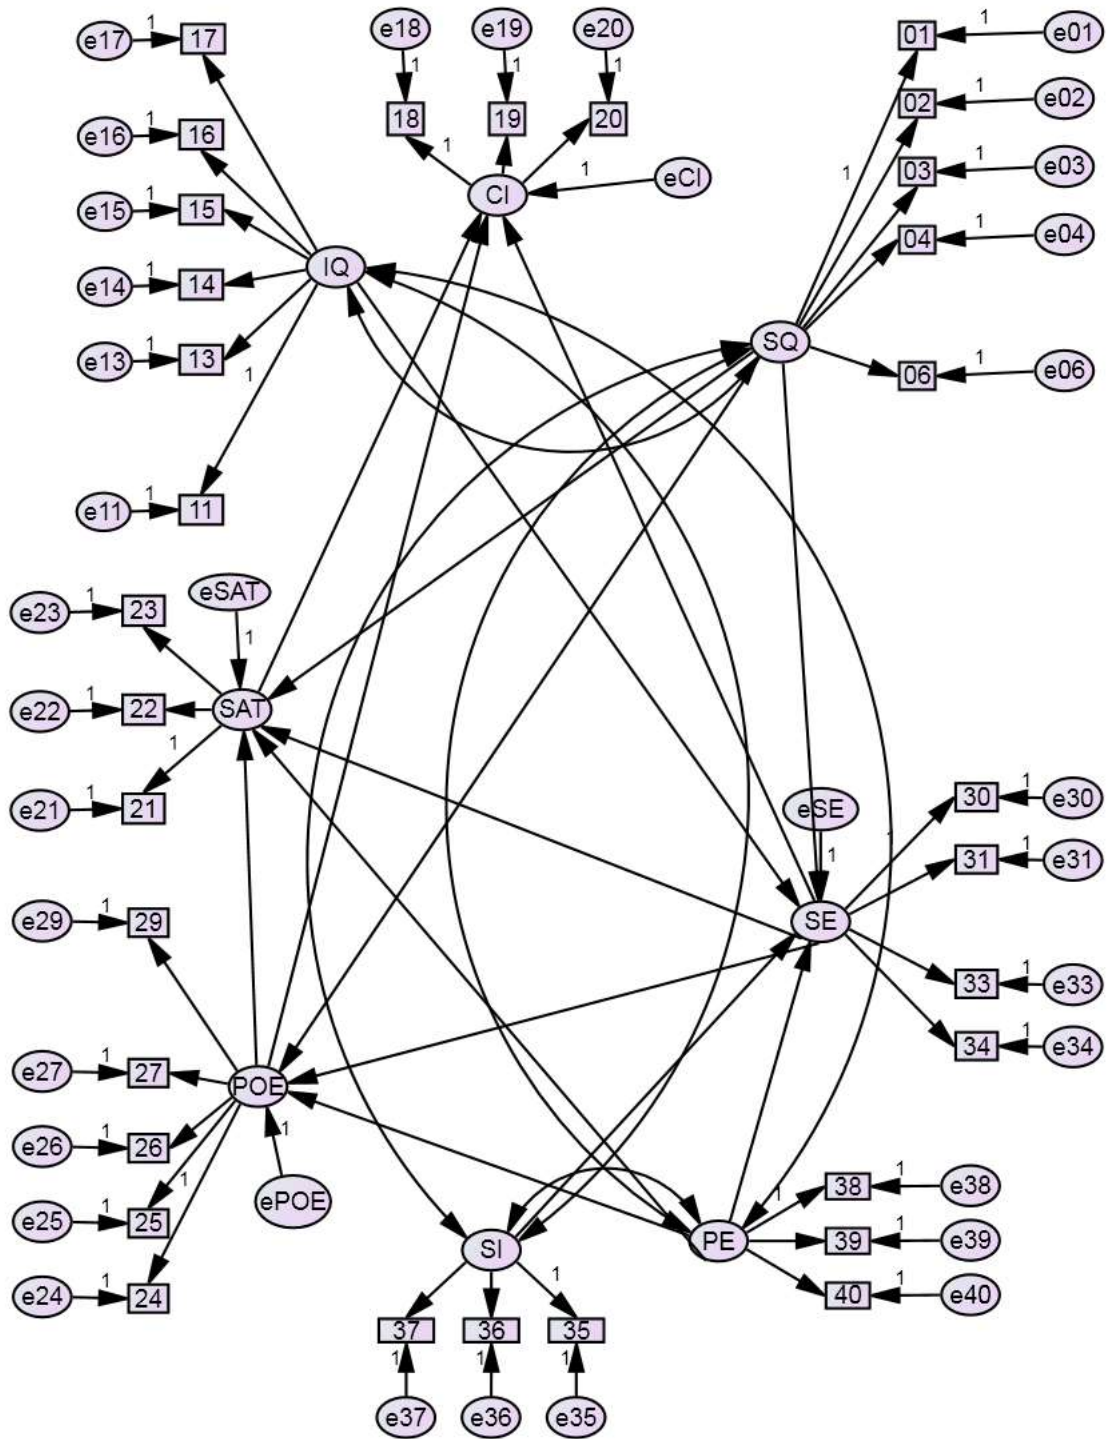 e17 1 17
e18 e19 e20
1 1 1
18 19 20
1
CI
1 eCI
01 1 e01
02 1 e02
03 1 e03
1
04 1 e04
SQ
06 1 e06
e16 1 16
e15 1 15
IQ
e14 1 14
e13 1 13
1
e11 1 11
eSAT
1
e23 1 23
e22 1 22
SAT
1
e21 1 21
eSE
1
SE
1
30 1 e30
31 1 e31
33 1 e33
34 1 e34
e29 1 29
e27 1 27
POE
e26 1 26
1
1
e25 1 25
ePOE
e24 1 24
SI
PE
1
38 1 e38
39 1 e39
40 1 e40
1
37 36 35
1 1 1
e37 e36 e35